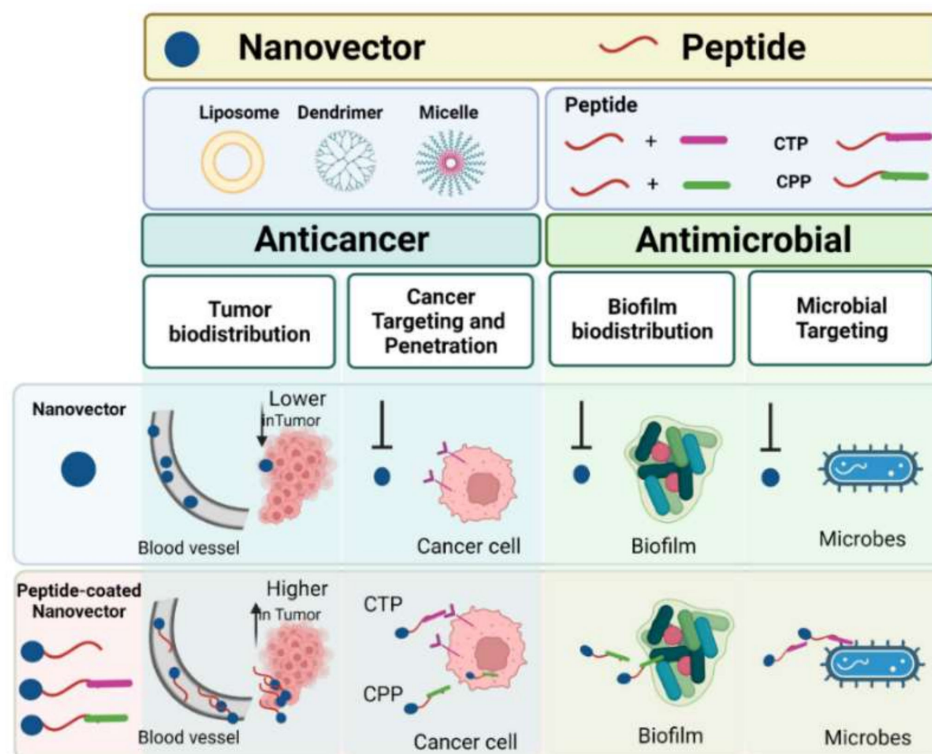 Nanovector
Peptide
Liposome
Dendrimer
Micelle
Peptide
+
CTP
+
CPP
Anticancer
Antimicrobial
Tumor
biodistribution
Cancer
Targeting and
Penetration
Biofilm
biodistribution
Microbial
Targeting
Nanovector
Lower
inTumor
Blood vessel
Cancer cell
Biofilm
Microbes
Peptide-coated
Nanovector
Higher
in Tumor
Blood vessel
CTP
CPP
Cancer cell
Biofilm
Microbes